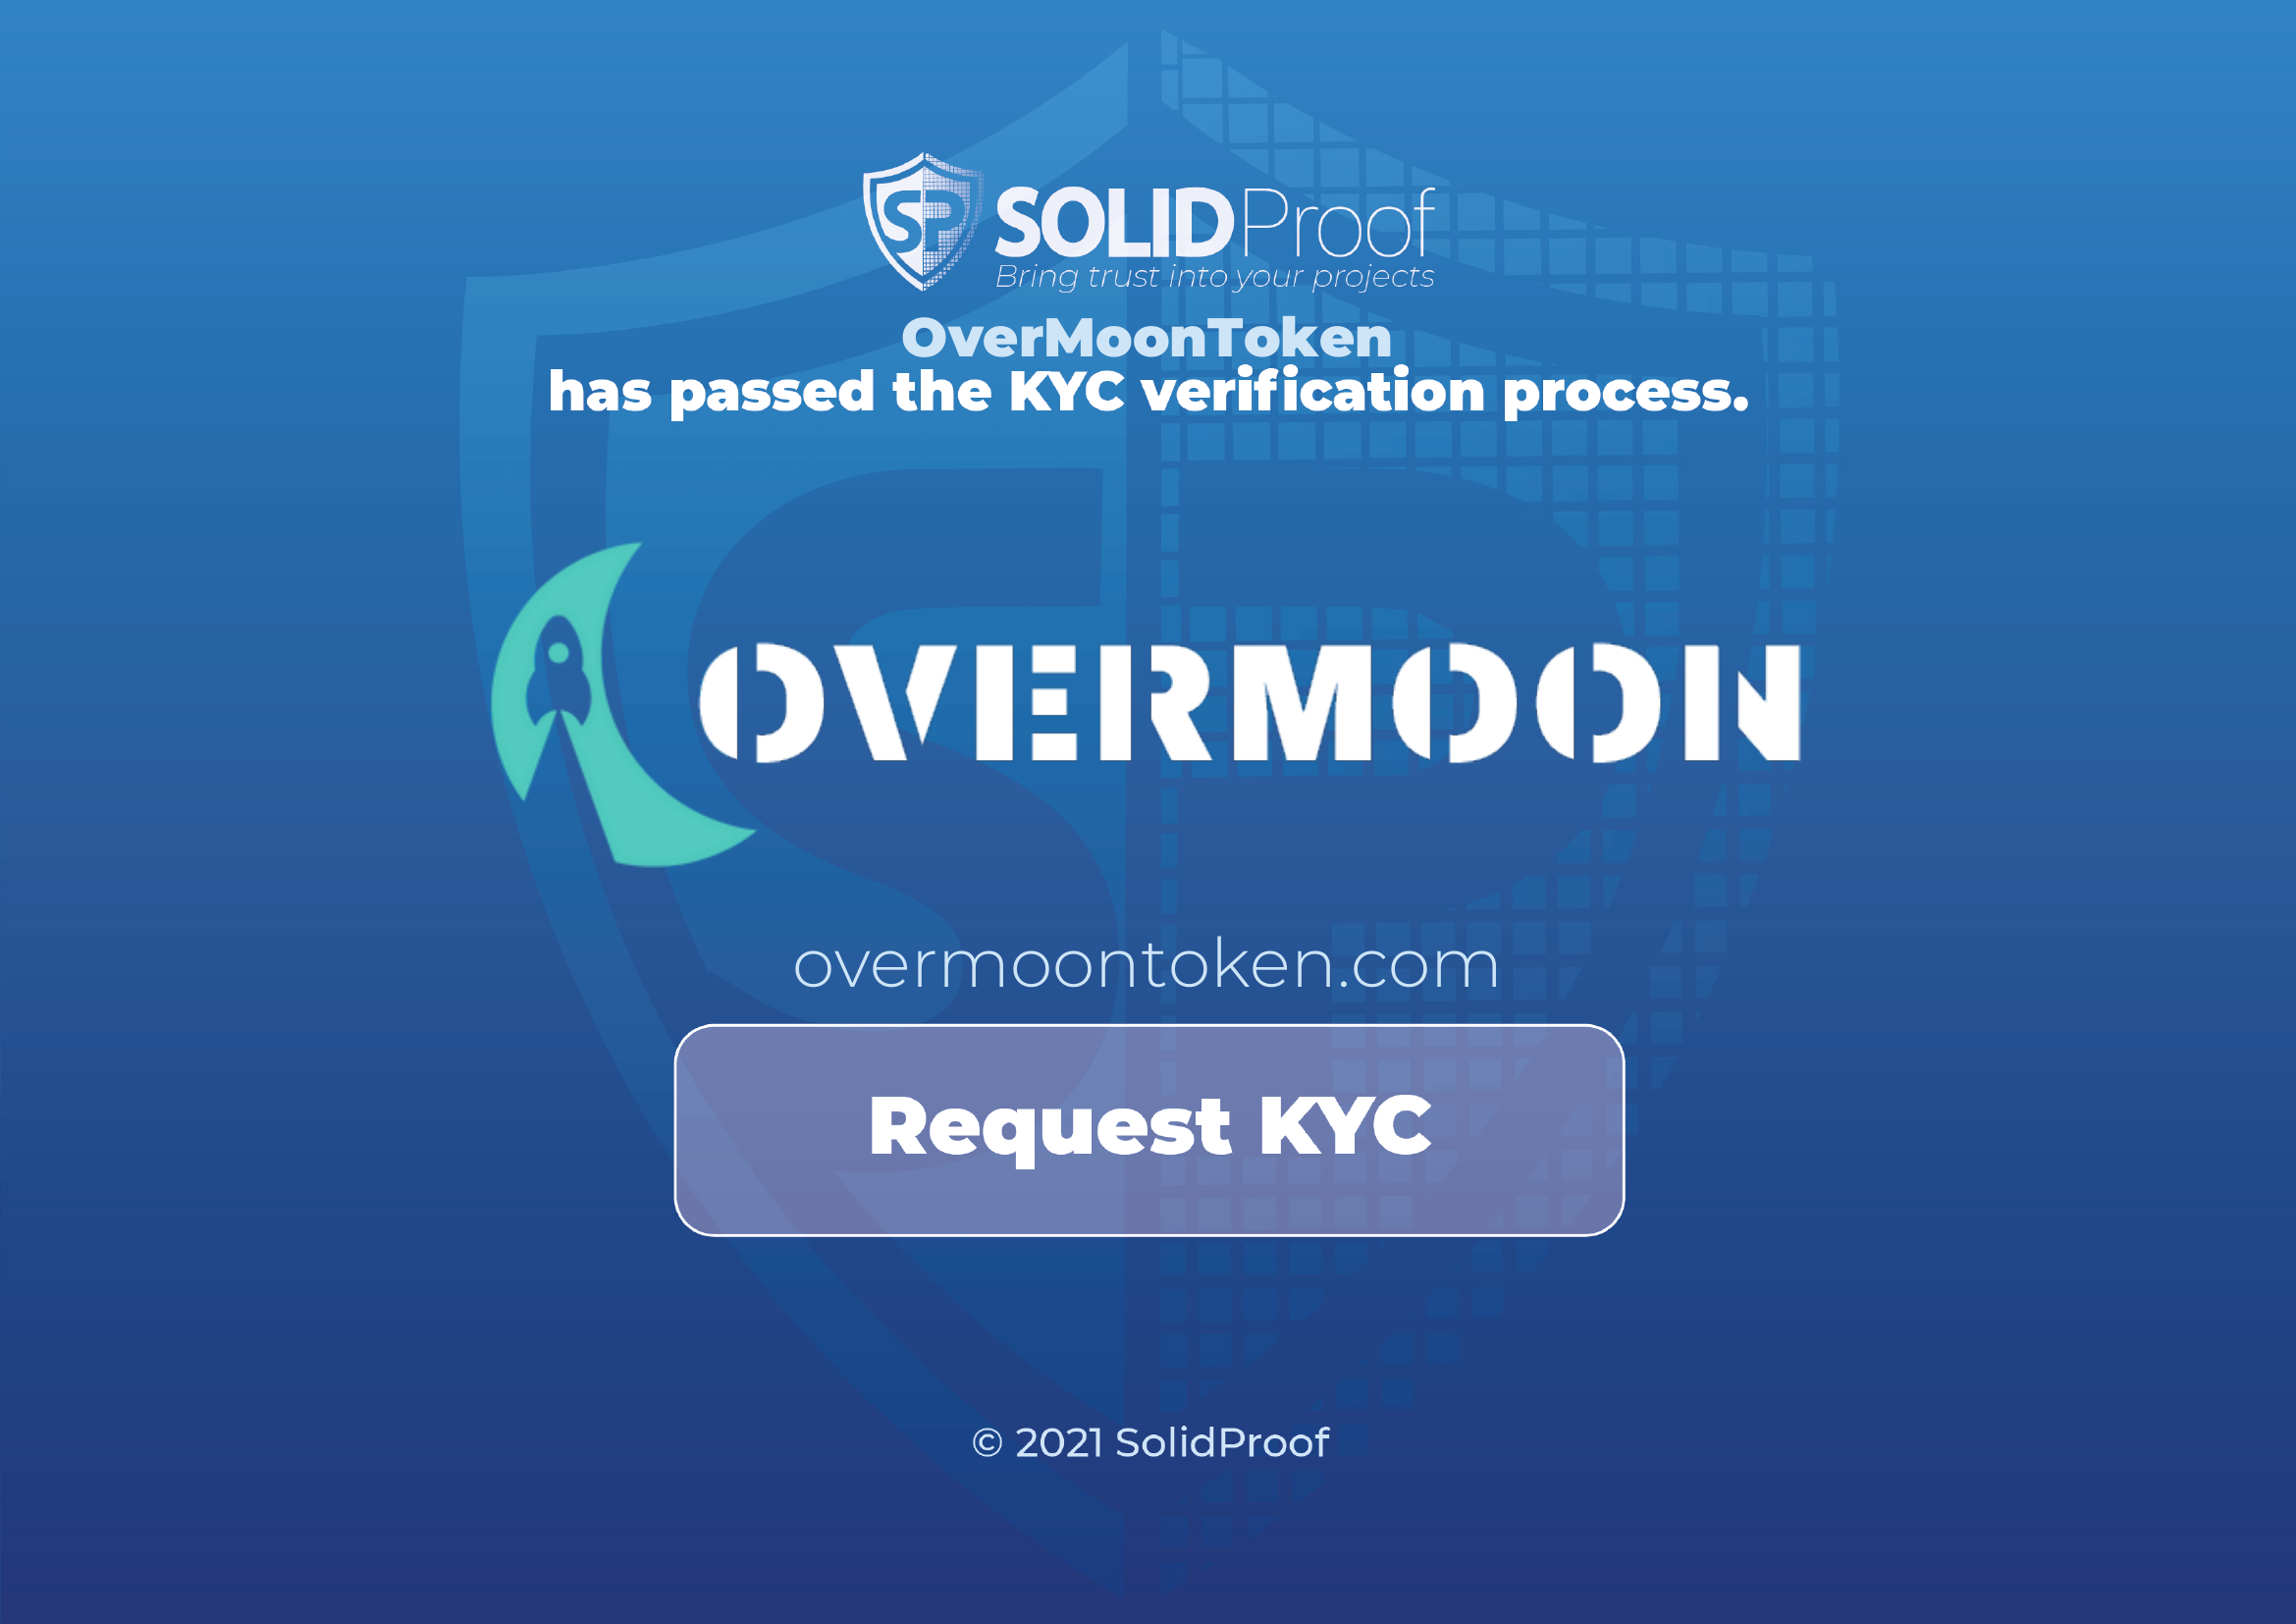 SP SOLIDProof
Bring trust into your projects
OverMoonToken
has passed the KYC verification process.
OVERMOON
overmoontoken.com
Request KYC
© 2021 SolidProof